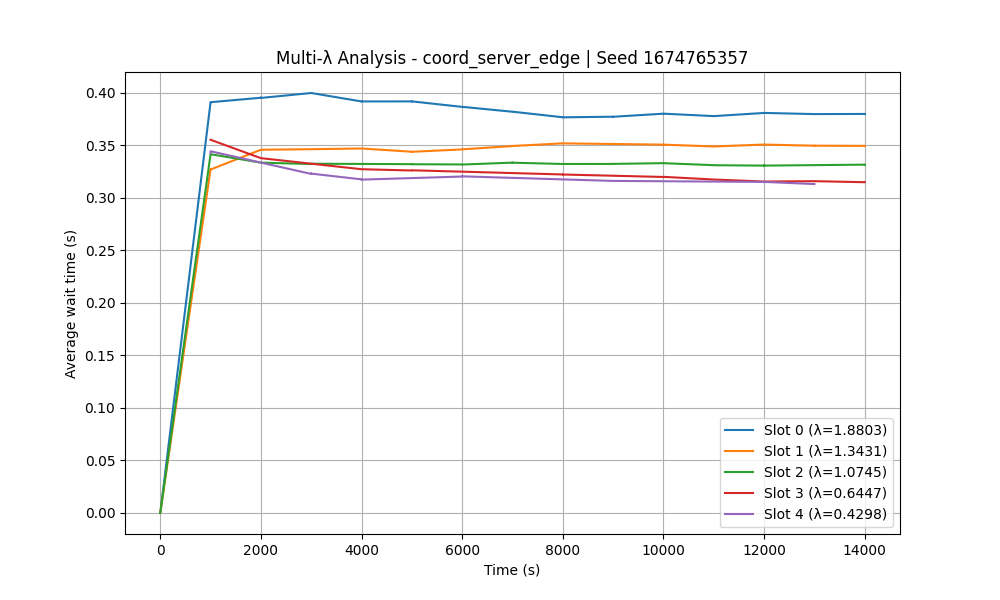 Multi-λ Analysis - coord_server_edge | Seed 1674765357
Average wait time (s)
0.40
0.35
0.30
0.25
0.20
0.15
0.10
0.05
0.00
Slot 0 (λ=1.8803)
Slot 1 (λ=1.3431)
Slot 2 (λ=1.0745)
Slot 3 (λ=0.6447)
Slot 4 (λ=0.4298)
0 2000 4000 6000 8000 10000 12000 14000
Time (s)